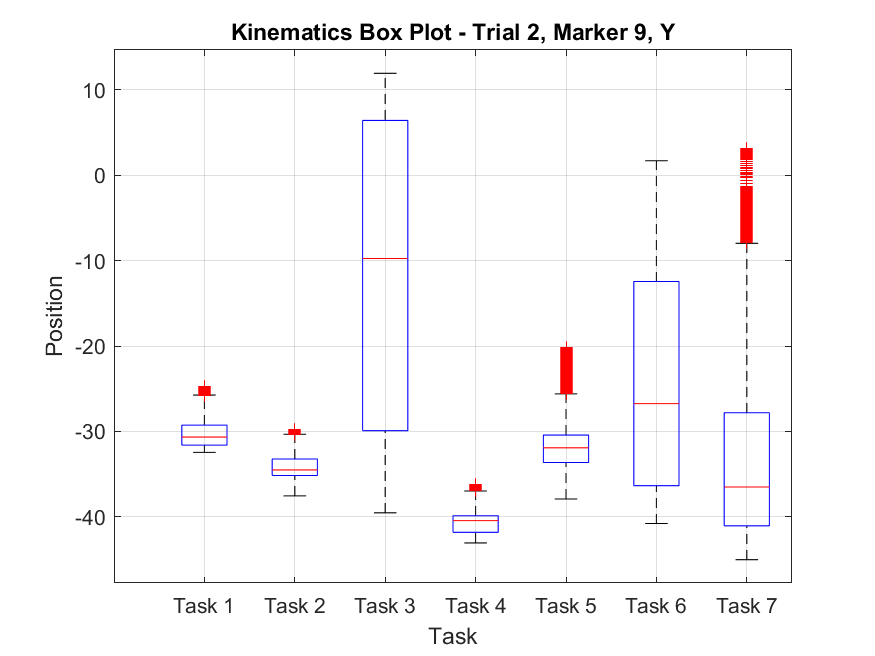 Kinematics Box Plot - Trial 2, Marker 9, Y
10
0
-10
-20
-30
-40
Position
Task 1 Task 2 Task 3 Task 4 Task 5 Task 6 Task 7
Task